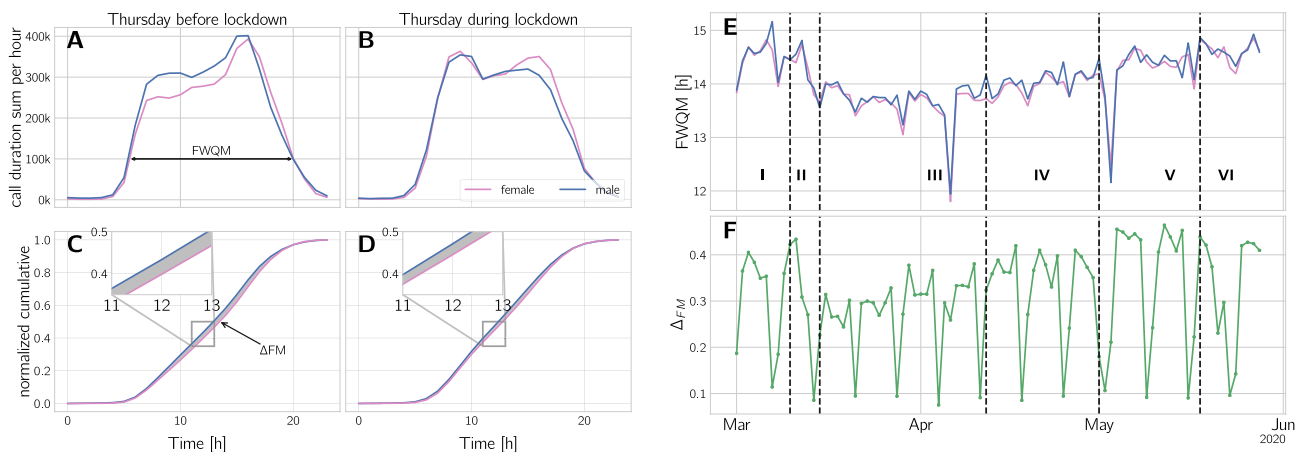 Thursday before lockdown
Thursday during lockdown
A
B
call duration sum per hour
400k
300k
200k
100k
0k
FWQM
female
male
C
D
normalized cumulative
1.0
0.8
0.6
0.4
0.2
0.0
0.5
0.4
11 12 13
0.5
0.4
11 12 13
ΔFM
0 10 20
0 10 20
Time [h]
Time [h]
E
FWQM [h]
15
14
13
12
I II III IV V VI
F
Δ_FM
0.4
0.3
0.2
0.1
Mar Apr May Jun
2020